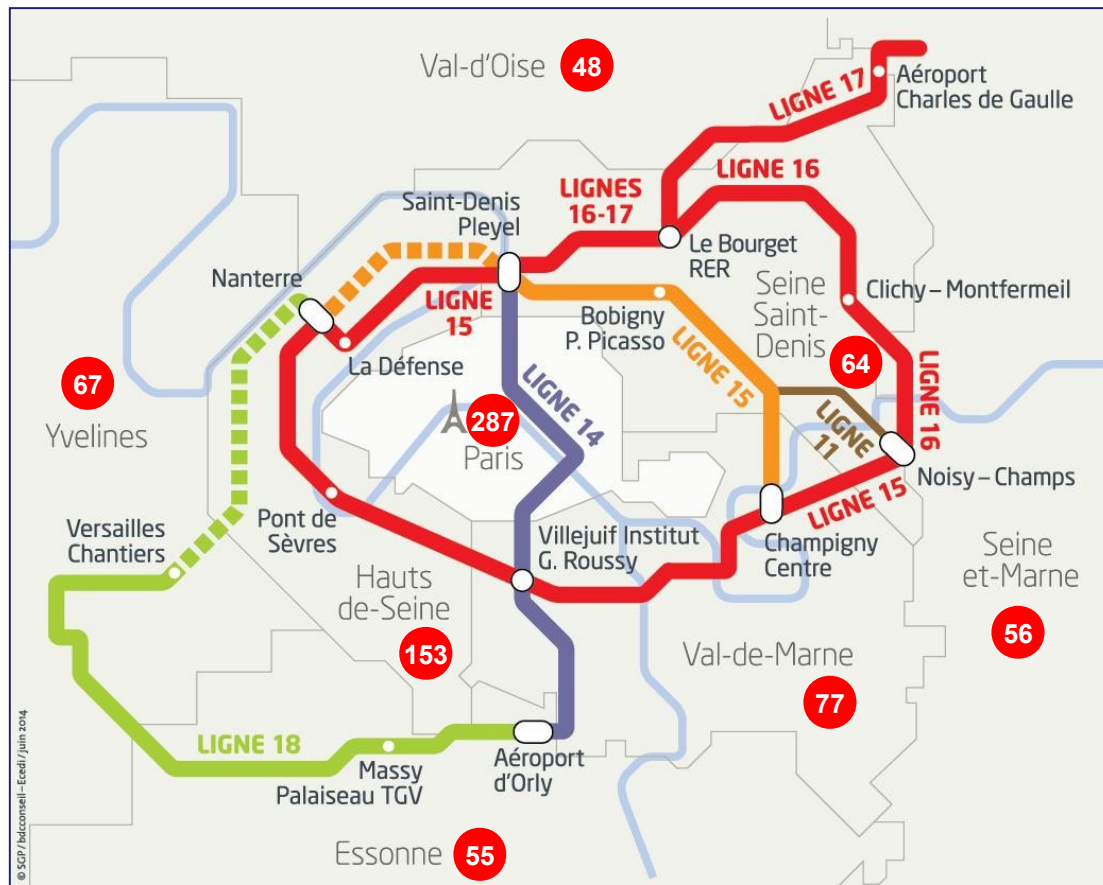 Val-d'Oise
48
LIGNE 17
Aéroport
Charles de Gaulle
LIGNES
16-17
LIGNE 16
Saint-Denis
Pleyel
Le Bourget
RER
Nanterre
LIGNE
15
Seine
Saint-
Denis
64
Clichy – Montfermeil
Bobigny
P. Picasso
La Défense
LIGNE 15
LIGNE 14
LIGNE 16
67
Yvelines
287
Paris
LIGNE
11
Noisy – Champs
LIGNE 15
Pont de
Sèvres
Versailles
Chantiers
Villejuif Institut
G. Roussy
Champigny
Centre
Seine
et-Marne
56
Hauts
de-Seine
153
Val-de-Marne
77
LIGNE 18
Massy
Palaiseau TGV
Aéroport
d'Orly
Essonne
55
© SGP / bdcconseil – Ecedi / juin 2014